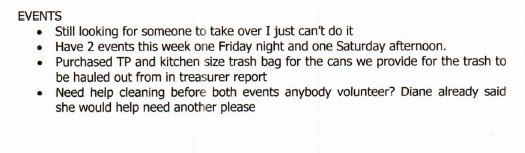 EVENTS
• Still looking for someone to take over I just can't do it
• Have 2 events this week one Friday night and one Saturday afternoon.
• Purchased TP and kitchen size trash bag for the cans we provide for the trash to
be hauled out from in treasurer report
• Need help cleaning before both events anybody volunteer? Diane already said
she would help need another please